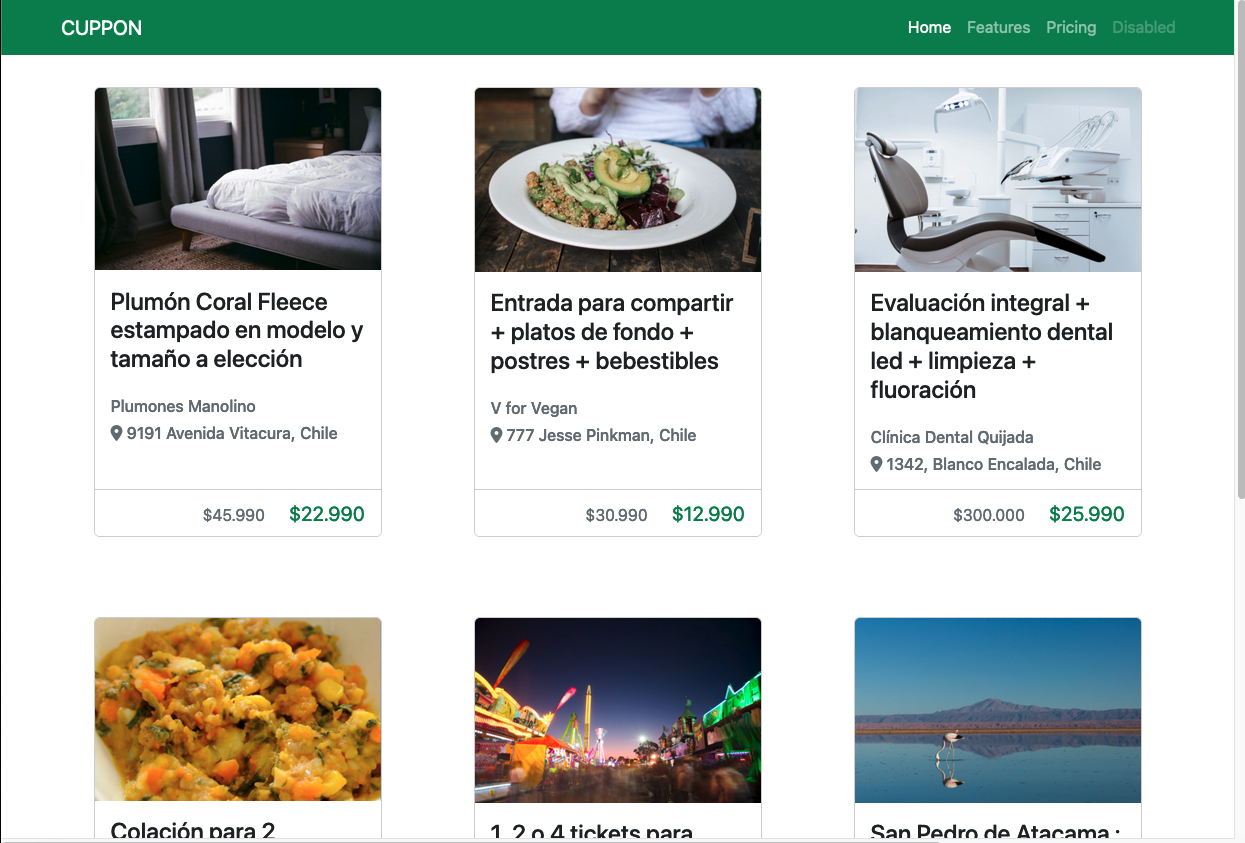 CUPPON
Home Features Pricing Disabled
Plumón Coral Fleece
estampado en modelo y
tamaño a elección
Plumones Manolino
9191 Avenida Vitacura, Chile
$45.990 $22.990
Entrada para compartir
+ platos de fondo +
postres + bebestibles
V for Vegan
777 Jesse Pinkman, Chile
$30.990 $12.990
Evaluación integral +
blanqueamiento dental
led + limpieza +
fluoración
Clínica Dental Quijada
1342, Blanco Encalada, Chile
$300.000 $25.990
Colación para 2
1, 2 o 4 tickets para
San Pedro de Atacama :